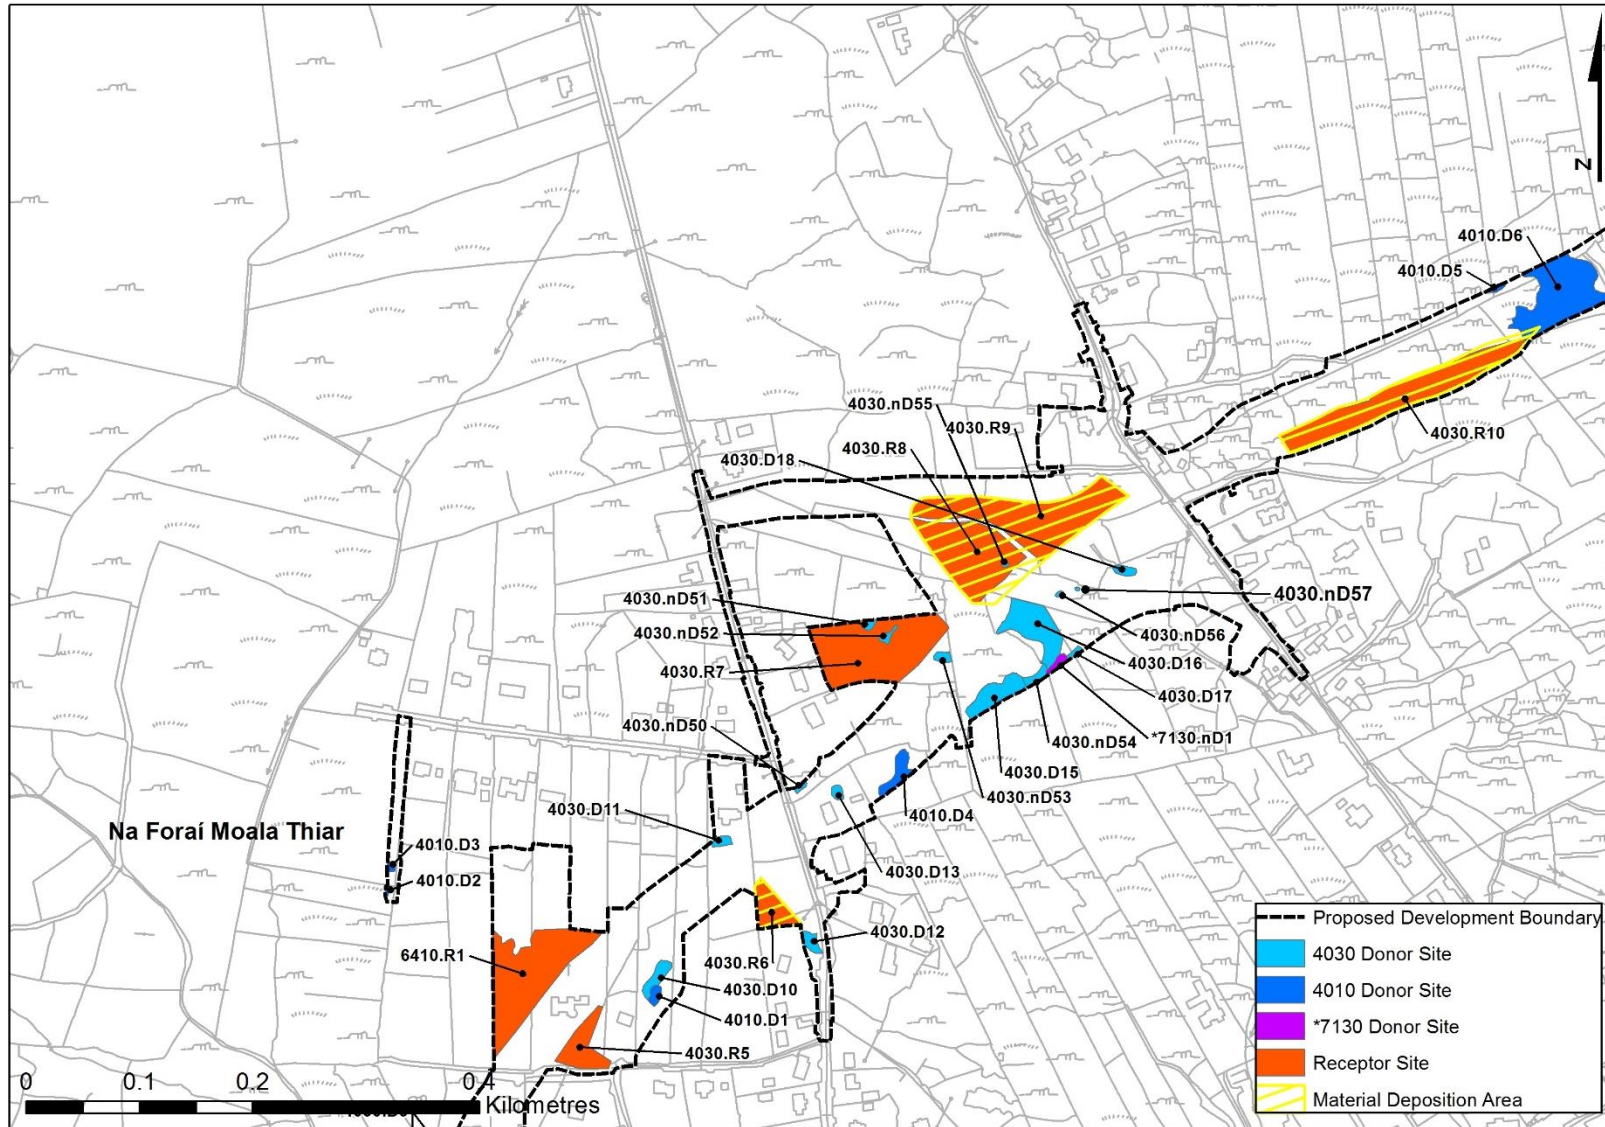 Z
4010.D6
4010.D5
4030.nD55
4030.R9
4030.R10
4030.R8
4030.D18
4030.nD57
4030.nD51
4030.nD52
4030.nD56
4030.R7
4030.D16
4030.D17
4030.nD50
*7130.nD1
4030.nD54
4030.D15
4030.nD53
4030.D11
4010.D4
Na Foraí Moala Thiar
4010.D3
4030.D13
4010.D2
4030.D12
6410.R1
4030.R6
4030.D10
4010.D1
4030.R5
0 0.1 0.2 0.4
Kilometres
Proposed Development Boundary
4030 Donor Site
4010 Donor Site
*7130 Donor Site
Receptor Site
Material Deposition Area